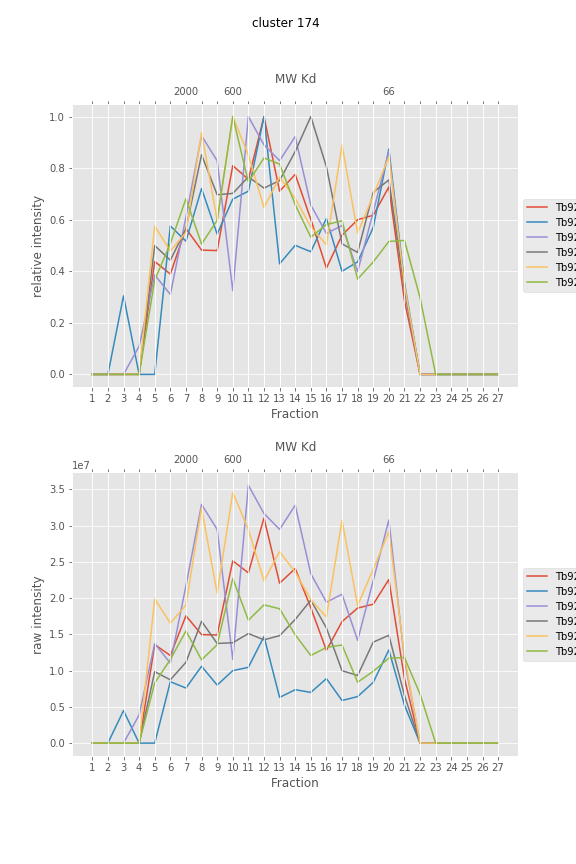 cluster 174
MW Kd
2000 600 66
1.0
0.8
0.6
0.4
0.2
0.0
relative intensity
1 2 3 4 5 6 7 8 9 10 11 12 13 14 15 16 17 18 19 20 21 22 23 24 25 26 27
Fraction
Tb92
Tb92
Tb92
Tb92
Tb92
Tb92
MW Kd
2000 600 66
1e7
3.5
3.0
2.5
2.0
1.5
1.0
0.5
0.0
raw intensity
1 2 3 4 5 6 7 8 9 10 11 12 13 14 15 16 17 18 19 20 21 22 23 24 25 26 27
Fraction
Tb92
Tb92
Tb92
Tb92
Tb92
Tb92